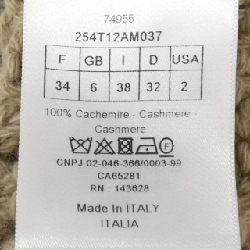 74955
254T12AM037
F GB I D USA
34 6 38 32 2
100% Cachemire - Cashmere -
Cashmere
CNPJ 02-046-366/0003-99
CA65281
RN : 143628
Made In ITALY
ITALIA